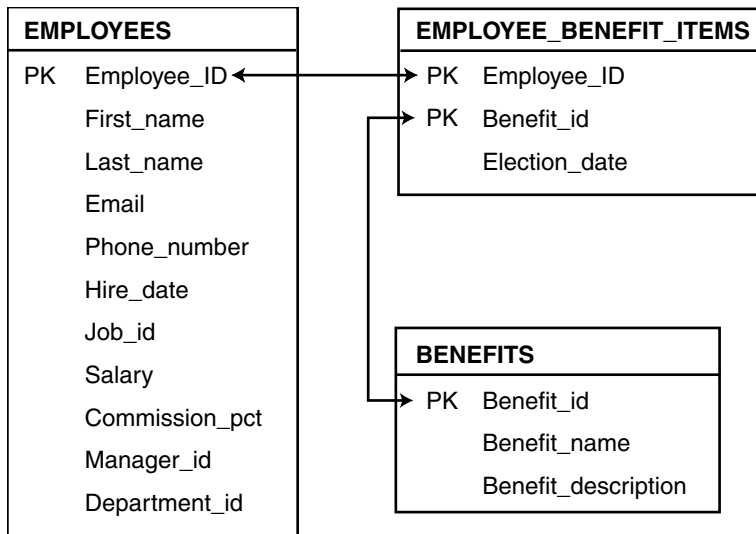 EMPLOYEES
PK Employee_ID
First_name
Last_name
Email
Phone_number
Hire_date
Job_id
Salary
Commission_pct
Manager_id
Department_id
EMPLOYEE_BENEFIT_ITEMS
PK Employee_ID
PK Benefit_id
Election_date
BENEFITS
PK Benefit_id
Benefit_name
Benefit_description